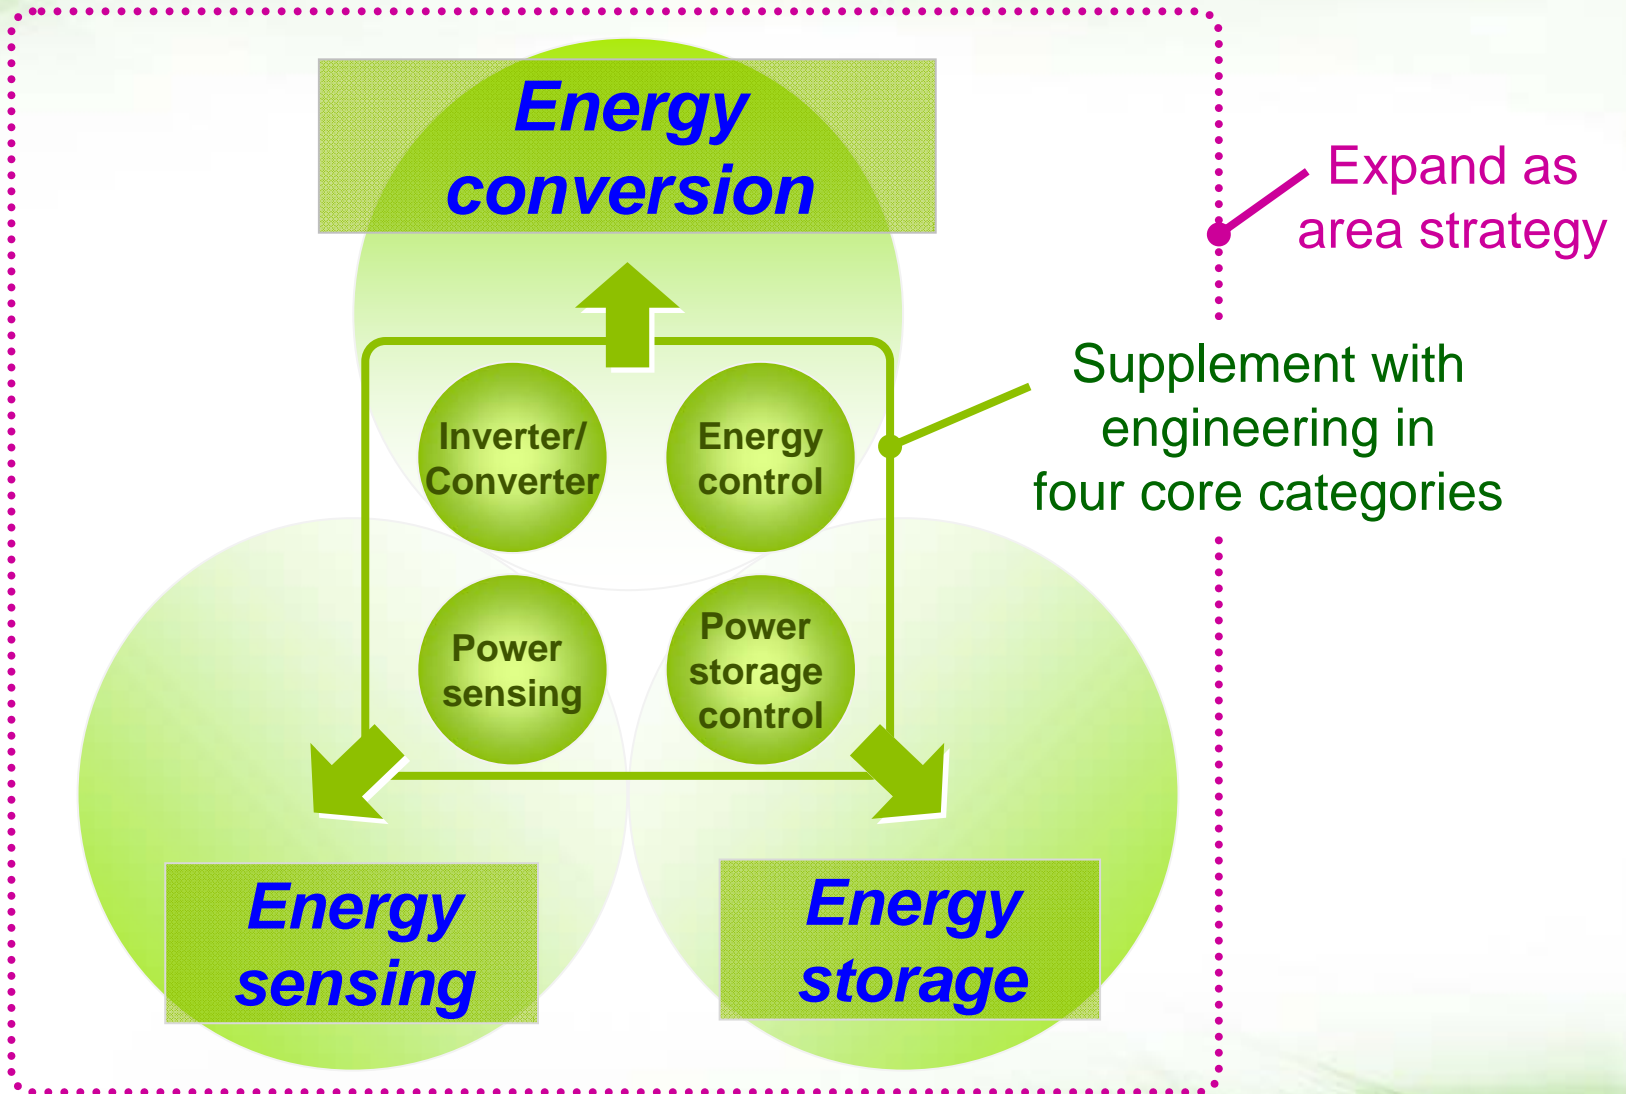 Energy
conversion
Expand as
area strategy
Supplement with
engineering in
four core categories
Inverter/
Converter
Energy
control
Power
sensing
Power
storage
control
Energy
sensing
Energy
storage